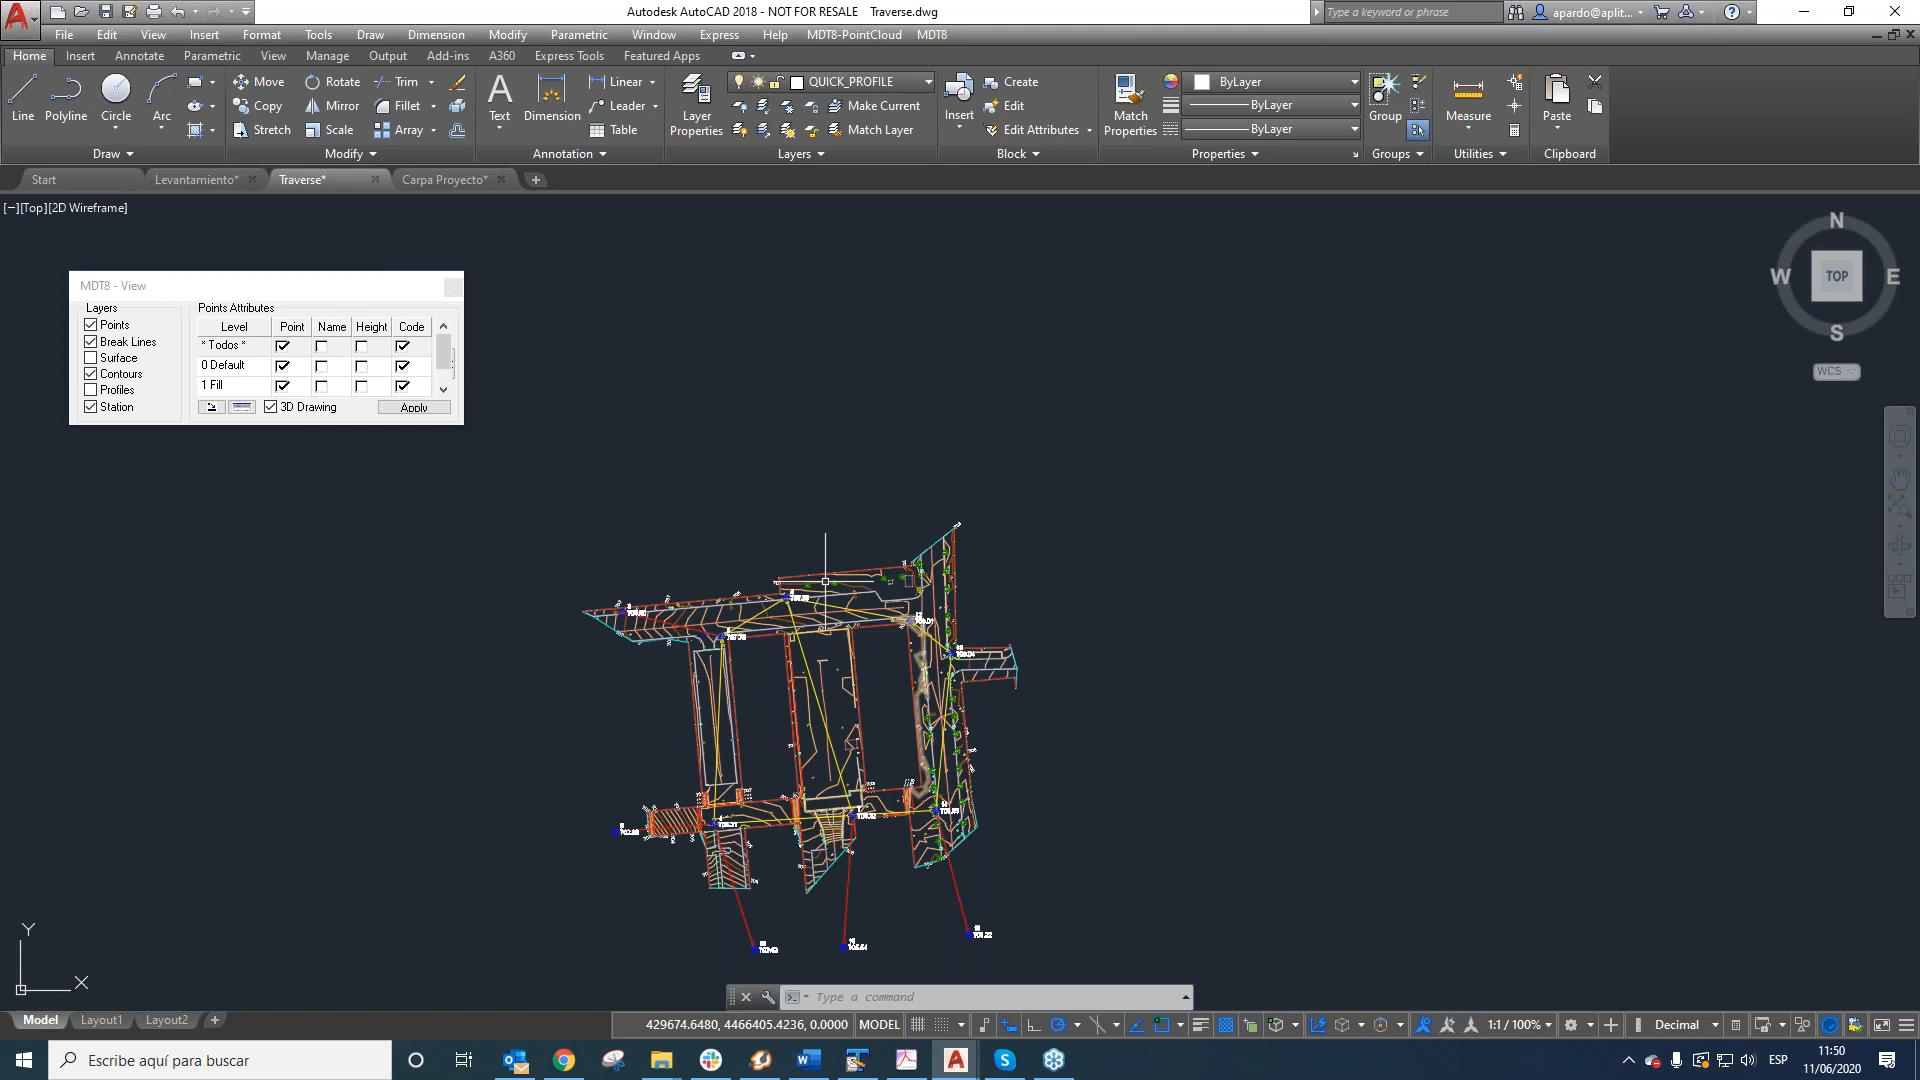 Autodesk AutoCAD 2018 - NOT FOR RESALE Traverse.dwg
Type a keyword or phrase
apardo@aplit...
File Edit View Insert Format Tools Draw Dimension Modify Parametric Window Express Help MDT8-PointCloud MDT8
Home Insert Annotate Parametric View Manage Output Add-ins A360 Express Tools Featured Apps
Line Polyline Circle Arc
Move Rotate Trim
Copy Mirror Fillet
Stretch Scale Array
Text Dimension
Linear
Leader
Table
Layer Properties
QUICK_PROFILE
Make Current
Match Layer
Insert
Create
Edit
Edit Attributes
Match Properties
ByLayer
ByLayer
ByLayer
Group
Measure
Paste
Draw Modify Annotation Layers Block Properties Groups Utilities Clipboard
Start Levantamiento* Traverse* Carpa Proyecto*
[−][Top][2D Wireframe]
N
W TOP E
S
WCS
MDT8 - View
Layers
Points
Break Lines
Surface
Contours
Profiles
Station
Points Attributes
Level Point Name Height Code
* Todos *
0 Default
1 Fill
3D Drawing
Apply
Y
X
Type a command
Model Layout1 Layout2
429674.6480, 4466405.4236, 0.0000 MODEL
1:1 / 100%
Decimal
Escribe aquí para buscar
ESP
11:50
11/06/2020